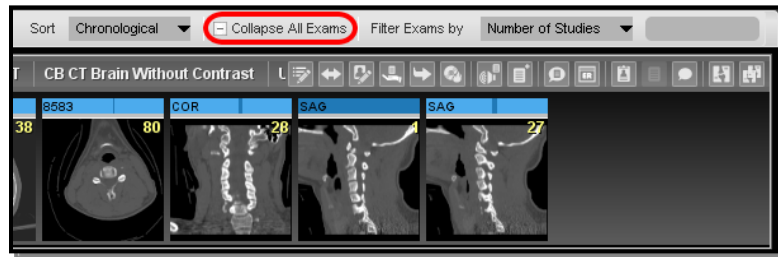 Sort Chronological Collapse All Exams Filter Exams by Number of Studies
T CB CT Brain Without Contrast
8583 COR SAG SAG
38 80 28 1 27